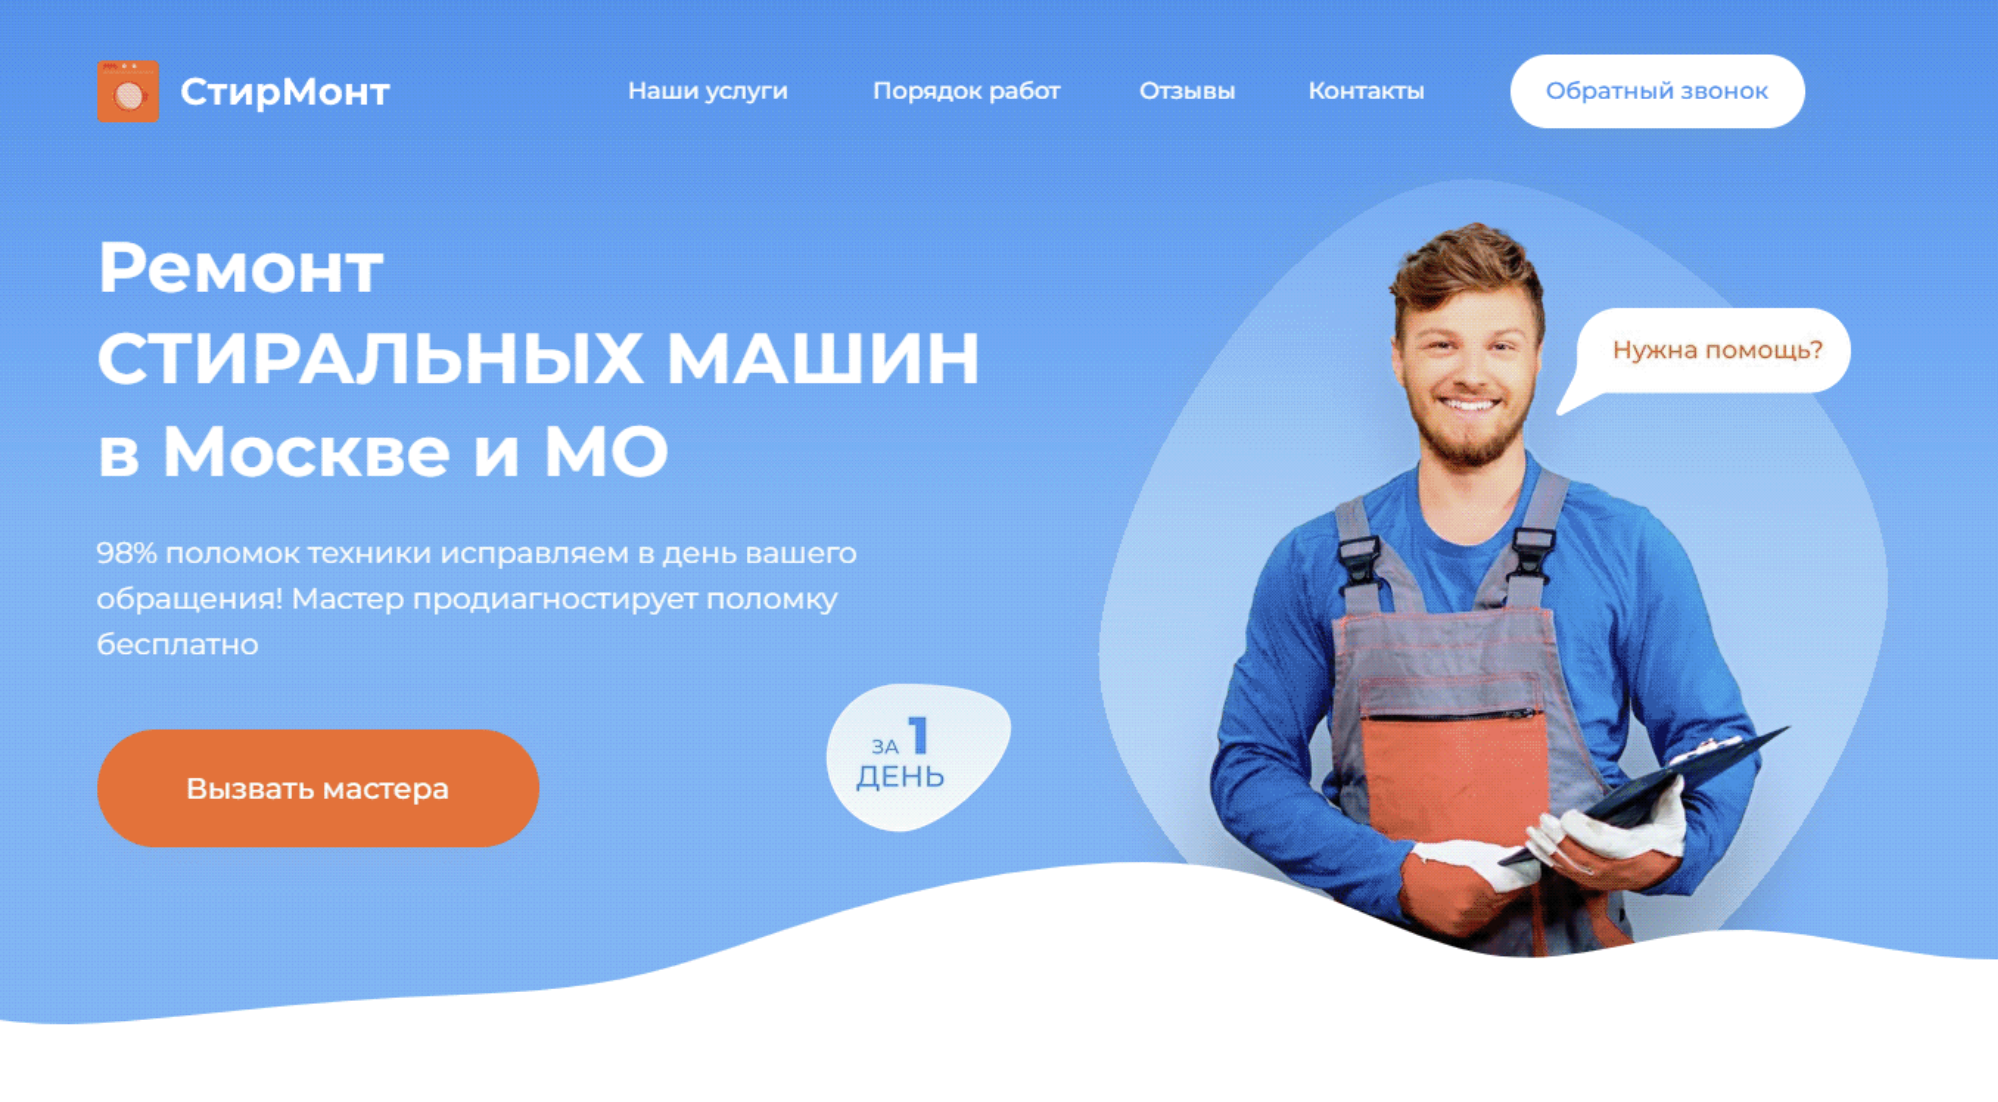 СтирМонт
Наши услуги
Порядок работ
Отзывы
Контакты
Обратный звонок
Ремонт
СТИРАЛЬНЫХ МАШИН
в Москве и МО
Нужна помощь?
98% поломок техники исправляем в день вашего
обращения! Мастер продиагностирует поломку
бесплатно
ЗА 1
ДЕНЬ
Вызвать мастера